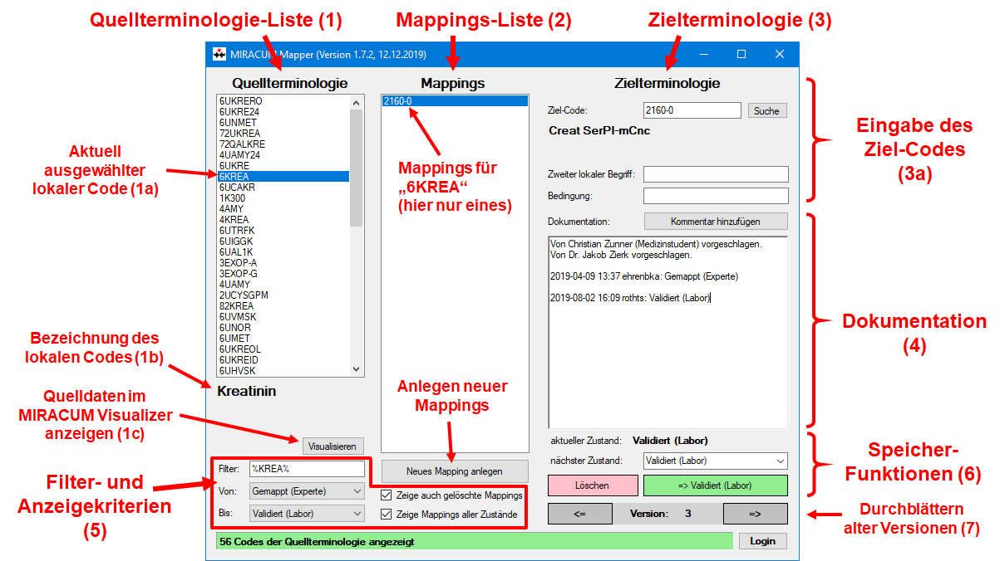 Quellterminologie-Liste (1)
Mappings-Liste (2)
Zielterminologie (3)
MIRACUM Mapper (Version 1.7.2, 12.12.2019)
Quellterminologie
Mappings
Zielterminologie
6UKRERO
6UKRE24
6UNMET
72UKREA
72QALKRE
4UAMY24
6UKRE
6KREA
6UCAKR
1K300
4AMY
4KREA
6UTRFK
6UIGGK
6UAL1K
3EXOP-A
3EXOP-G
4UAMY
2UCYSGPM
82KREA
6UVMSK
6UNOR
6UMET
6UKREOL
6UKREID
6UHVSK
Kreatinin
Visualisieren
Filter:
%KREA%
Von:
Gemappt (Experte)
Bis:
Validiert (Labor)
2160-0
Mappings für
„6KREA“
(hier nur eines)
Anlegen neuer
Mappings
Neues Mapping anlegen
Zeige auch gelöschte Mappings
Zeige Mappings aller Zustände
Ziel-Code:
2160-0
Suche
Creat SerPl-mCnc
Zweiter lokaler Begriff:
Bedingung:
Dokumentation:
Kommentar hinzufügen
Von Christian Zunner (Medizinstudent) vorgeschlagen.
Von Dr. Jakob Zierk vorgeschlagen.
2019-04-09 13:37 ehrenbka: Gemappt (Experte)
2019-08-02 16:09 rothts: Validiert (Labor)
aktueller Zustand:
Validiert (Labor)
nächster Zustand:
Validiert (Labor)
Löschen
=> Validiert (Labor)
<=
Version:
3
=>
56 Codes der Quellterminologie angezeigt
Login
Aktuell
ausgewählter
lokaler Code (1a)
Bezeichnung des
lokalen Codes (1b)
Quelldaten im
MIRACUM Visualizer
anzeigen (1c)
Filter- und
Anzeigekriterien
(5)
Eingabe des
Ziel-Codes
(3a)
Dokumentation
(4)
Speicher-
Funktionen (6)
Durchblättern
alter Versionen (7)